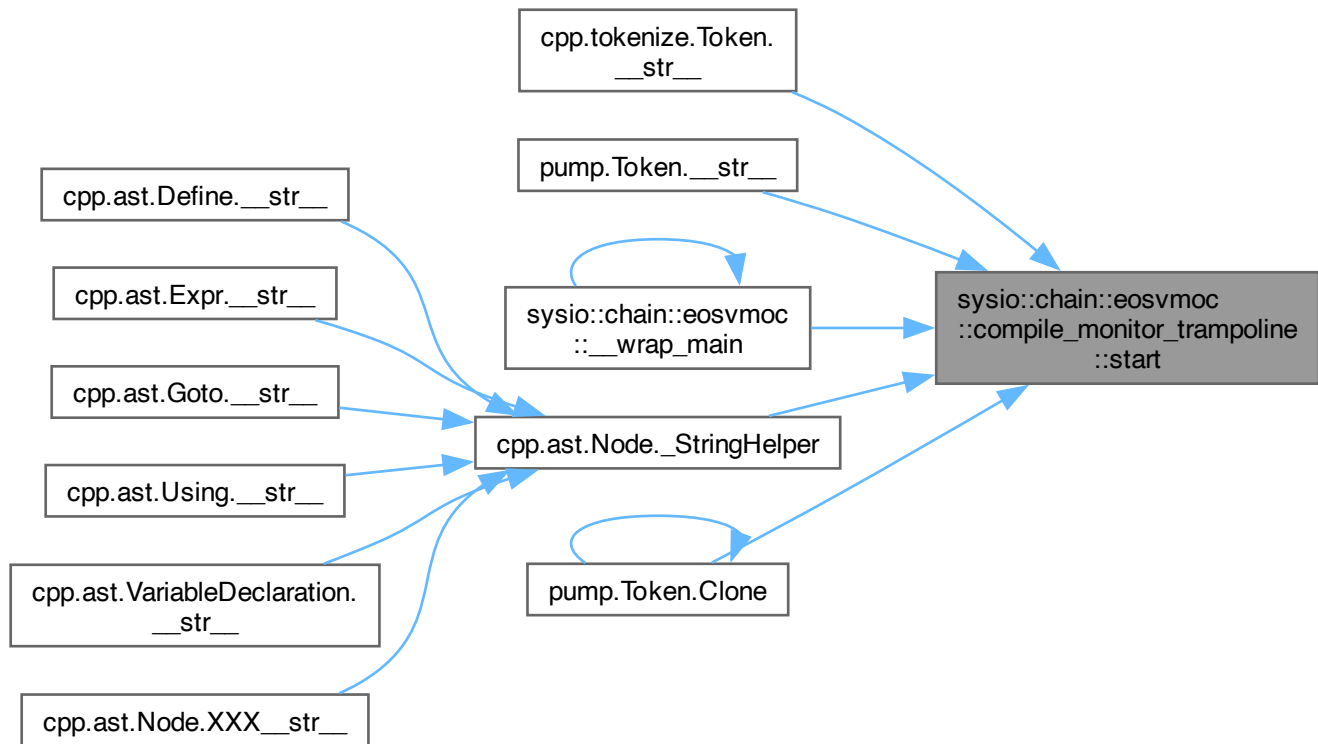 cpp.tokenize.Token.
__str__
pump.Token.__str__
cpp.ast.Define.__str__
cpp.ast.Expr.__str__
sysio::chain::eosvmoc
::__wrap_main
sysio::chain::eosvmoc
::compile_monitor_trampoline
::start
cpp.ast.Goto.__str__
cpp.ast.Node._StringHelper
cpp.ast.Using.__str__
cpp.ast.VariableDeclaration.
__str__
pump.Token.Clone
cpp.ast.Node.XXX__str__